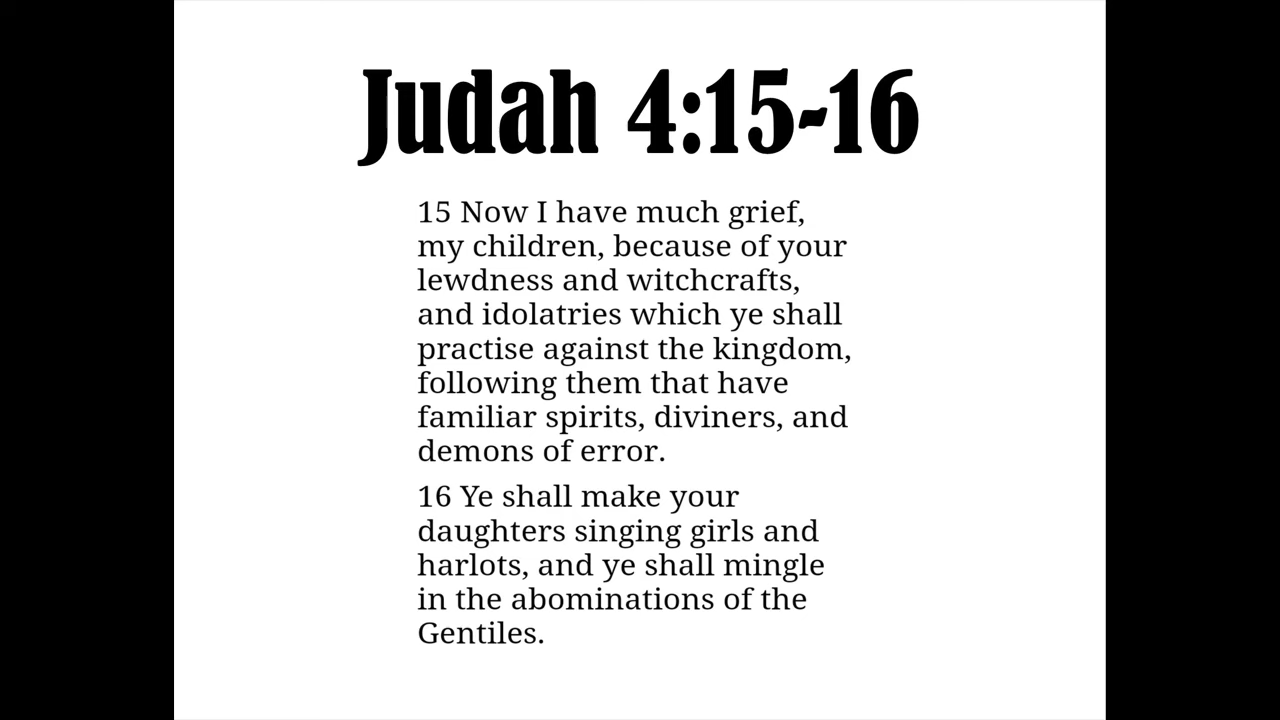 Judah 4:15-16
15 Now I have much grief,
my children, because of your
lewdness and witchcrafts,
and idolatries which ye shall
practise against the kingdom,
following them that have
familiar spirits, diviners, and
demons of error.
16 Ye shall make your
daughters singing girls and
harlots, and ye shall mingle
in the abominations of the
Gentiles.